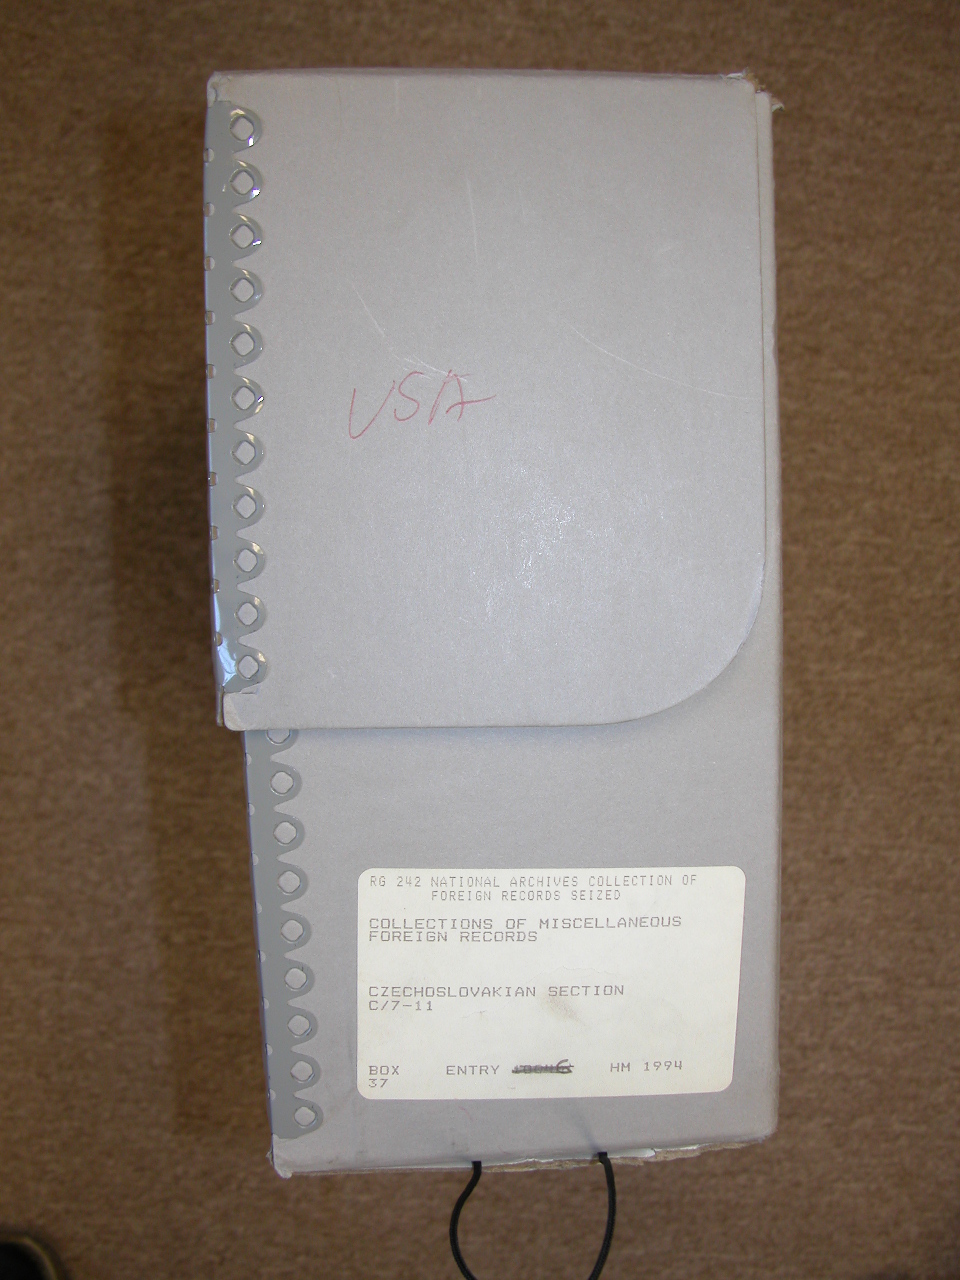 USA
RG 242 NATIONAL ARCHIVES COLLECTION OF
FOREIGN RECORDS SEIZED
COLLECTIONS OF MISCELLANEOUS
FOREIGN RECORDS
CZECHOSLOVAKIAN SECTION
C/7-11
BOX ENTRY HM 1994
37